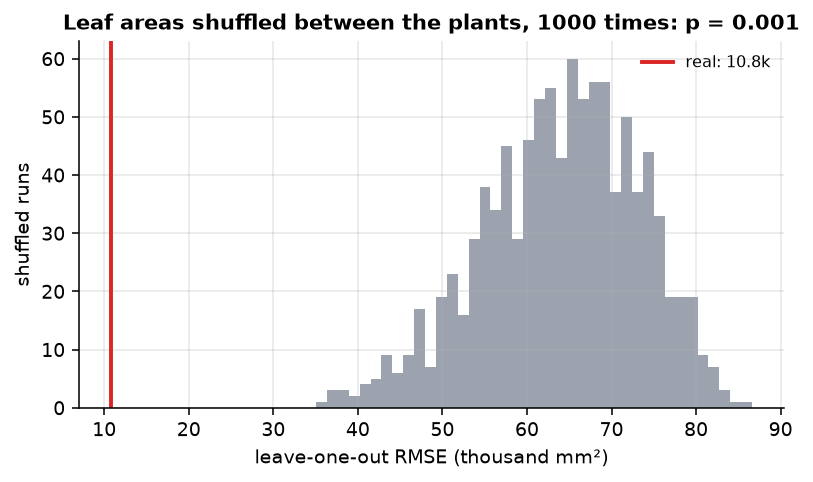 Leaf areas shuffled between the plants, 1000 times: p = 0.001
real: 10.8k
60
50
40
30
20
10
0
shuffled runs
10 20 30 40 50 60 70 80 90
leave-one-out RMSE (thousand mm²)